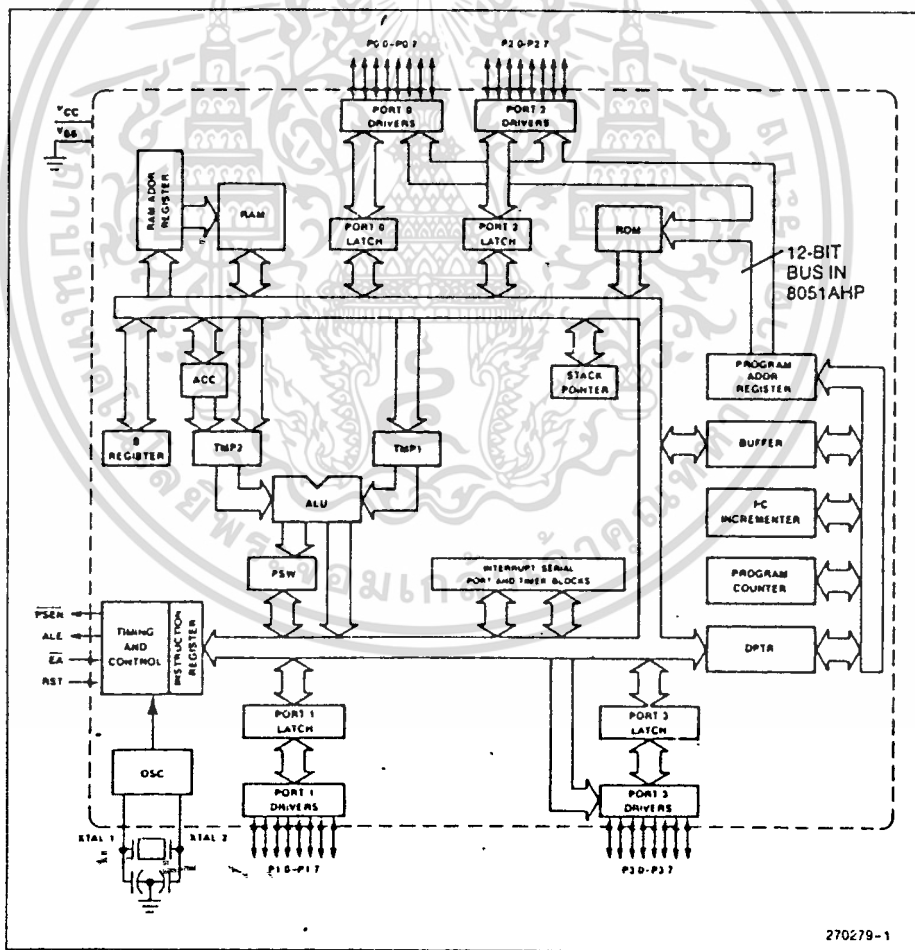 P0.0-P0.7
P2.0-P2.7
VCC
VSS
PORT 0
DRIVERS
PORT 2
DRIVERS
RAM ADDR
REGISTER
RAM
PORT 0
LATCH
PORT 2
LATCH
ROM
12-BIT
BUS IN
8051AHP
ACC
STACK
POINTER
PROGRAM
ADDR
REGISTER
B
REGISTER
TMP2
TMP1
BUFFER
ALU
PC
INCREMENTER
PSW
INTERRUPT SERIAL
PORT AND TIMER BLOCKS
PROGRAM
COUNTER
PSEN
ALE
EA
RST
TIMING
AND
CONTROL
INSTRUCTION
REGISTER
DPTR
PORT 1
LATCH
PORT 3
LATCH
OSC
PORT 1
DRIVERS
PORT 3
DRIVERS
XTAL 1
XTAL 2
P1.0-P1.7
P3.0-P3.7
270279-1